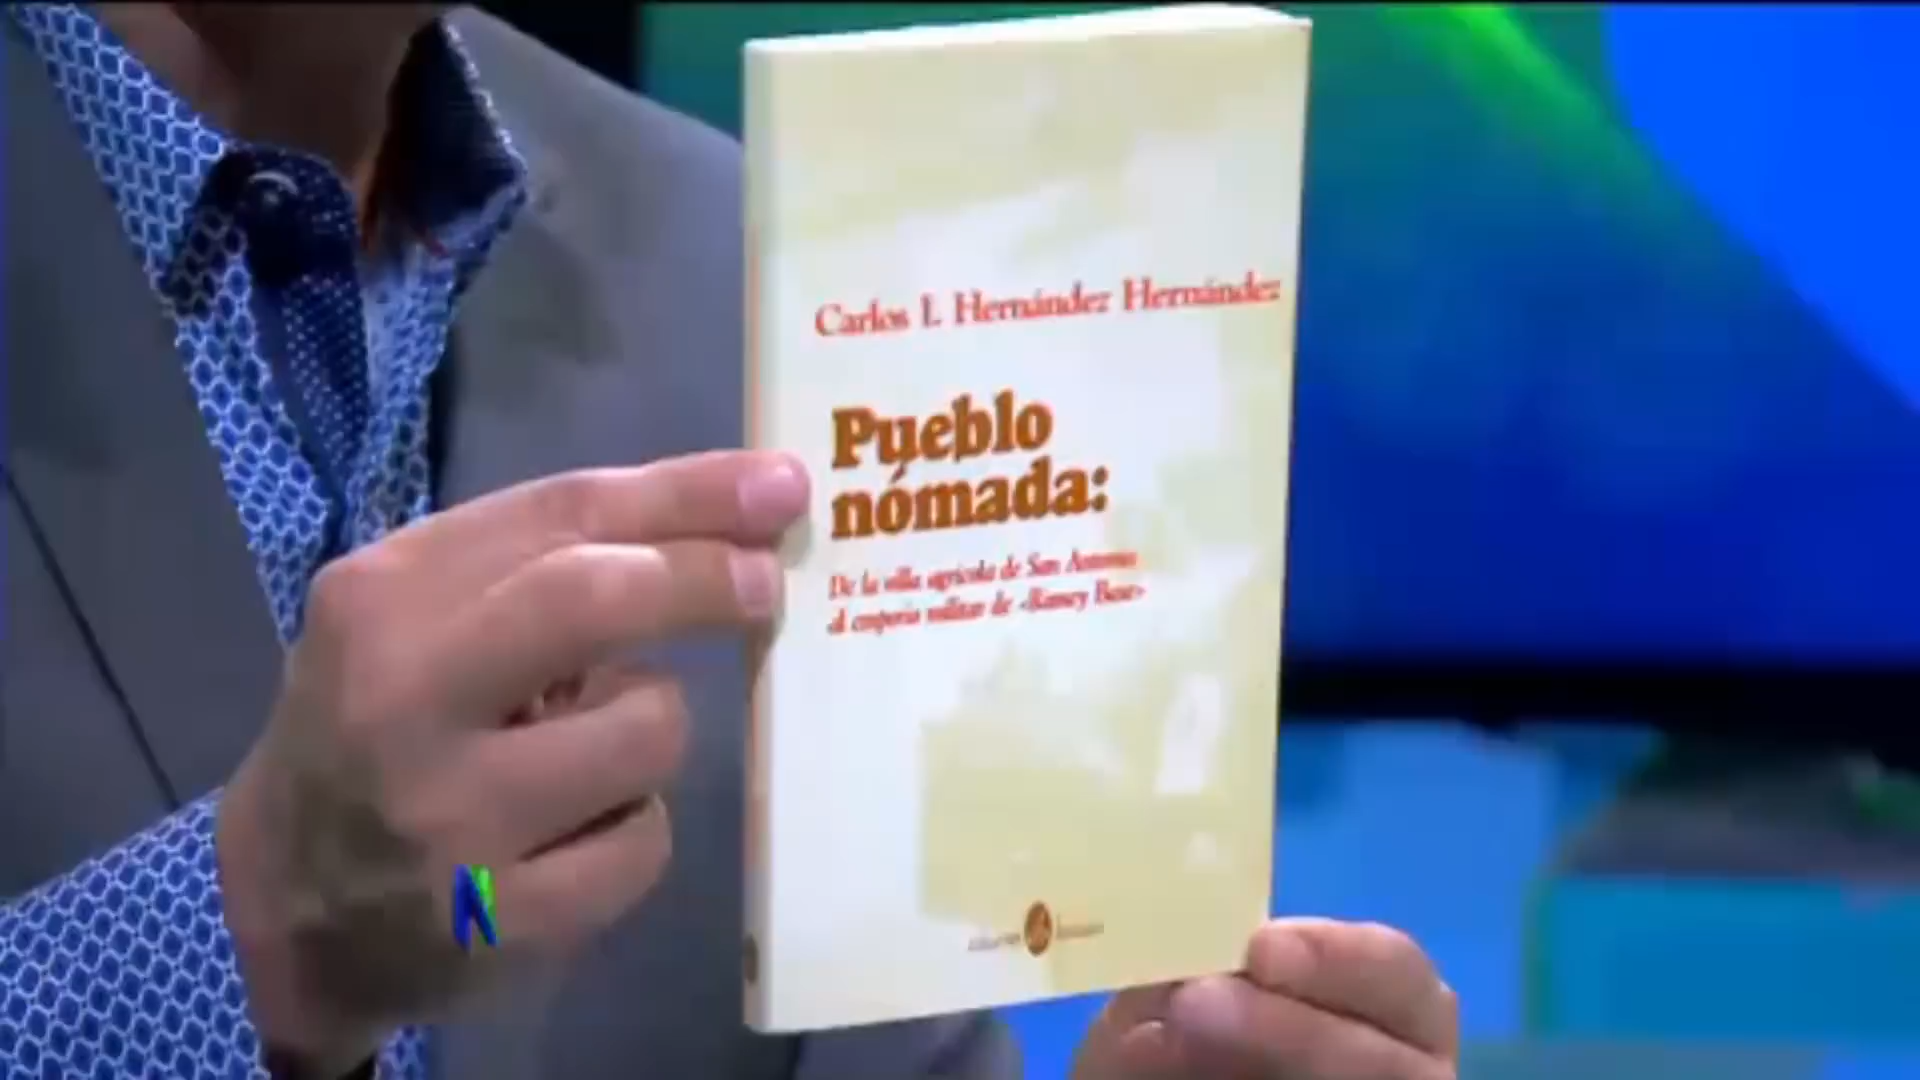 Carlos I. Hernández Hernández
Pueblo
nómada:
De la villa agrícola de San Antonio
al emporio militar de «Ramey Base»